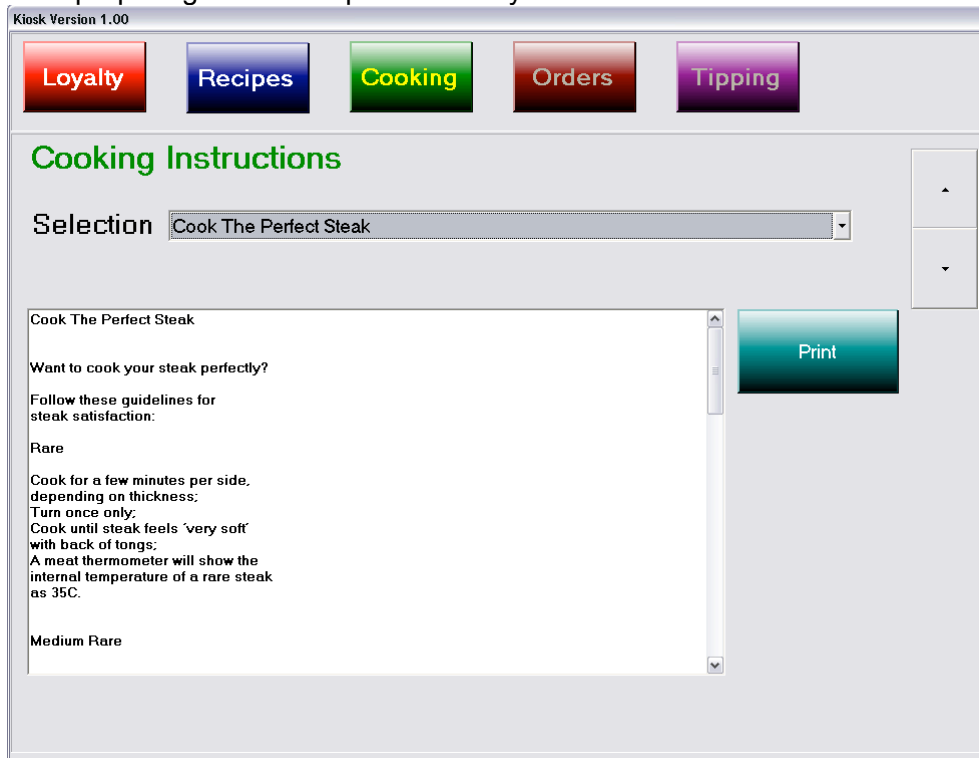 Kiosk Version 1.00
Loyalty Recipes Cooking Orders Tipping
Cooking Instructions
Selection Cook The Perfect Steak
Cook The Perfect Steak
Want to cook your steak perfectly?
Print
Follow these guidelines for
steak satisfaction:
Rare
Cook for a few minutes per side,
depending on thickness;
Turn once only;
Cook until steak feels ´very soft´
with back of tongs;
A meat thermometer will show the
internal temperature of a rare steak
as 35C.
Medium Rare